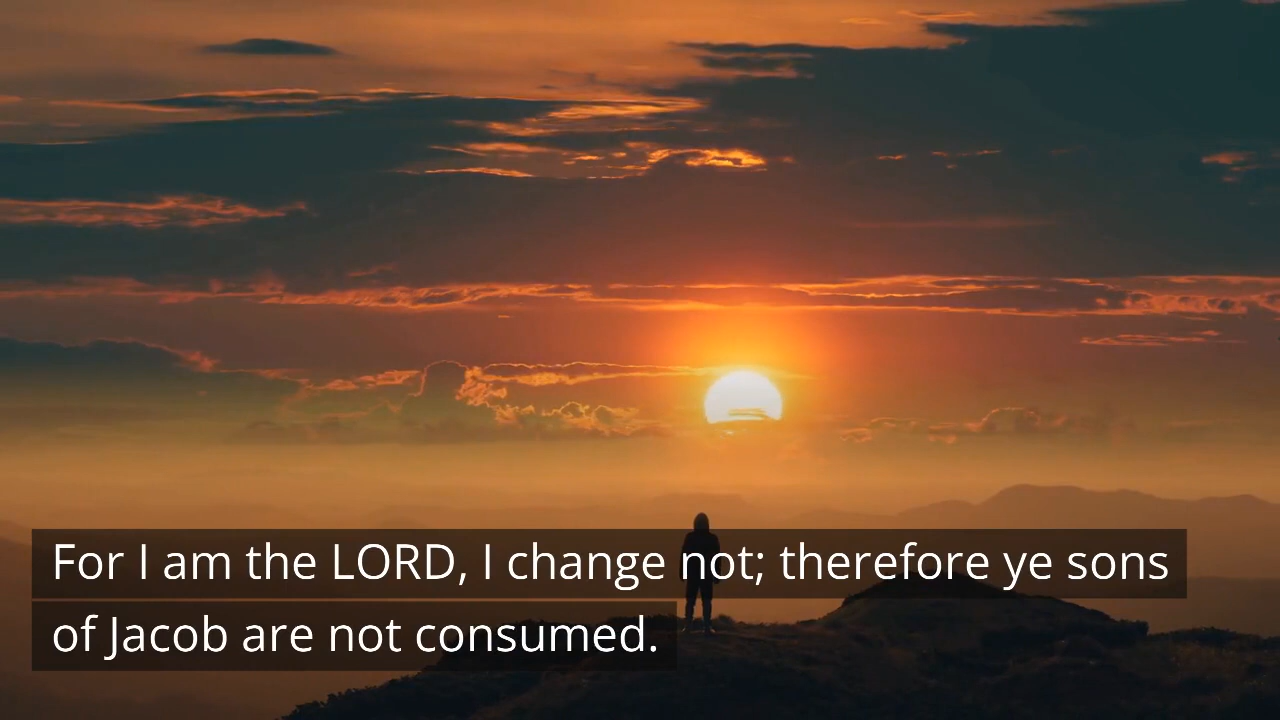 For I am the LORD, I change not; therefore ye sons
of Jacob are not consumed.